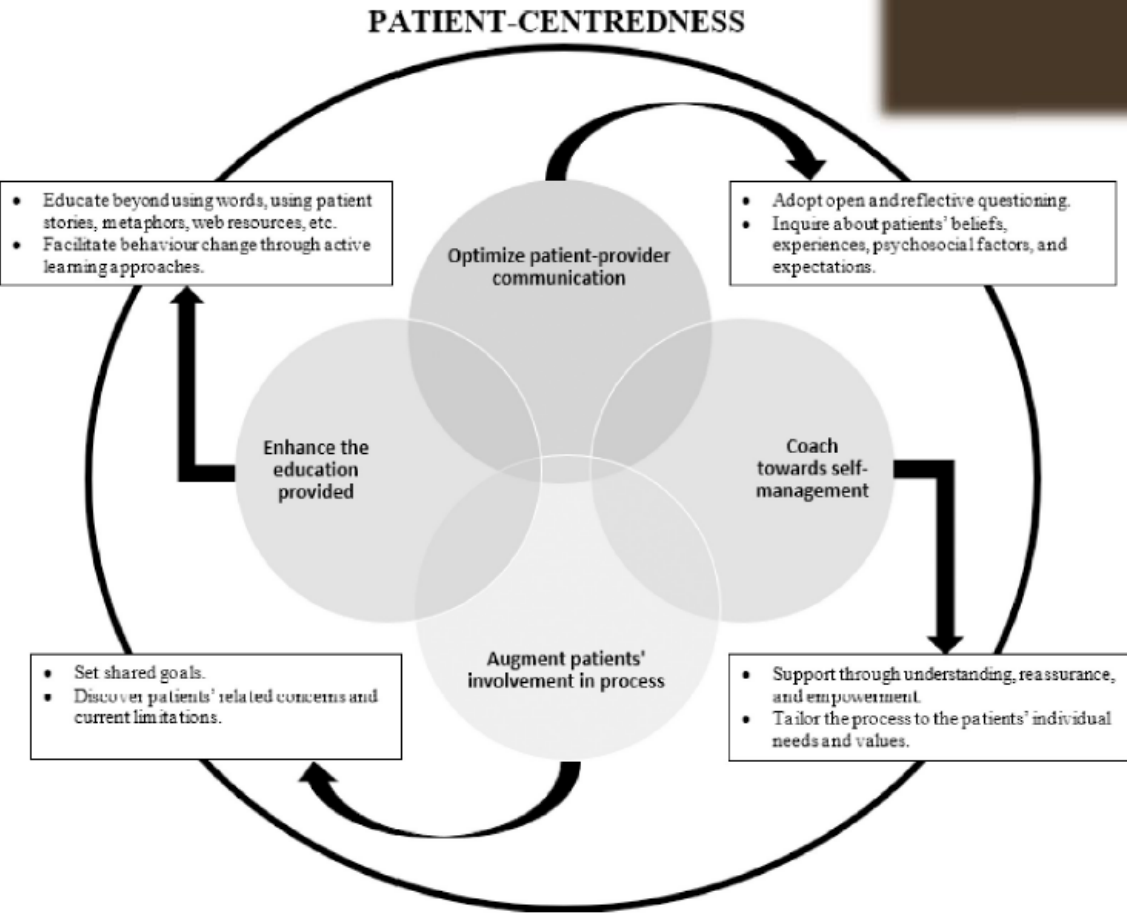 PATIENT-CENTREDNESS
• Educate beyond using words, using patient
stories, metaphors, web resources, etc.
• Facilitate behaviour change through active
learning approaches.
• Adopt open and reflective questioning.
• Inquire about patients' beliefs,
experiences, psychosocial factors, and
expectations.
Optimize patient-provider
communication
Enhance the
education
provided
Coach
towards self-
management
Augment patients'
involvement in process
• Set shared goals.
• Discover patients' related concerns and
current limitations.
• Support through understanding, reassurance,
and empowerment.
• Tailor the process to the patients' individual
needs and values.